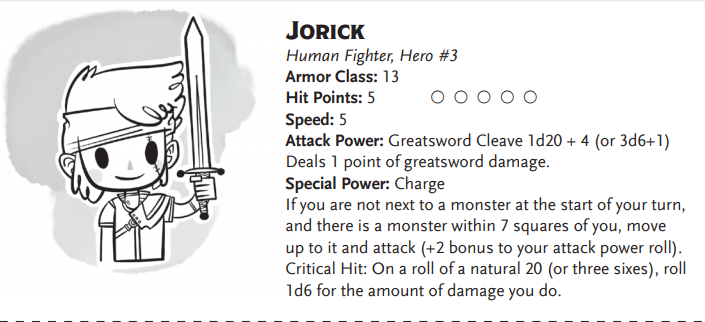 JORICK
Human Fighter, Hero #3
Armor Class: 13
Hit Points: 5 ○ ○ ○ ○ ○
Speed: 5
Attack Power: Greatsword Cleave 1d20 + 4 (or 3d6+1)
Deals 1 point of greatsword damage.
Special Power: Charge
If you are not next to a monster at the start of your turn,
and there is a monster within 7 squares of you, move
up to it and attack (+2 bonus to your attack power roll).
Critical Hit: On a roll of a natural 20 (or three sixes), roll
1d6 for the amount of damage you do.